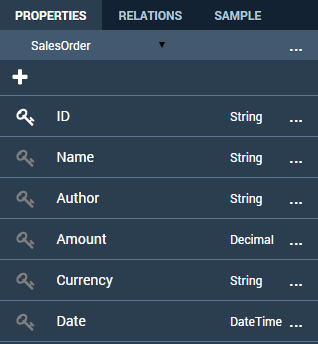 PROPERTIES RELATIONS SAMPLE
SalesOrder ▼ ...
+
ID String ...
Name String ...
Author String ...
Amount Decimal ...
Currency String ...
Date DateTime ...